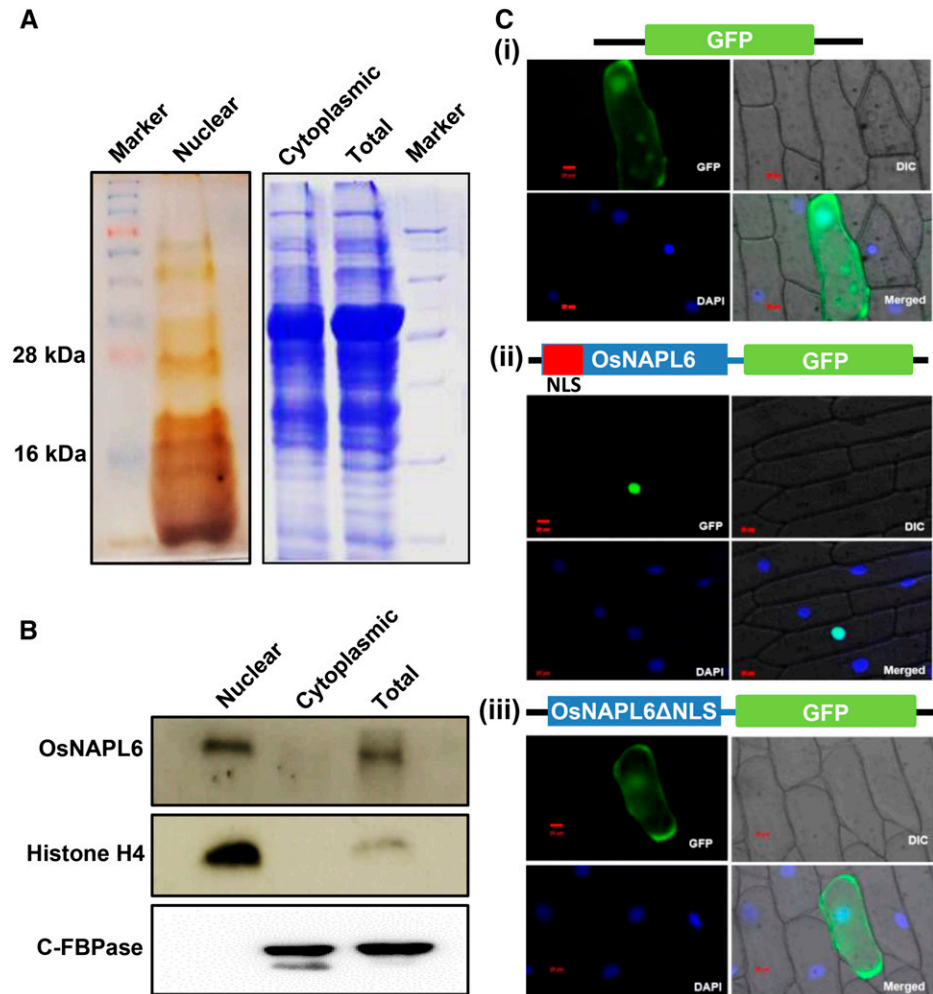 A
Marker
Nuclear
Cytoplasmic
Total
Marker
28 kDa
16 kDa
B
Nuclear
Cytoplasmic
Total
OsNAPL6
Histone H4
C-FBPase
C
(i)
GFP
GFP
DIC
DAPI
Merged
(ii)
OsNAPL6
GFP
NLS
GFP
DIC
DAPI
Merged
(iii)
OsNAPL6ΔNLS
GFP
GFP
DIC
DAPI
Merged